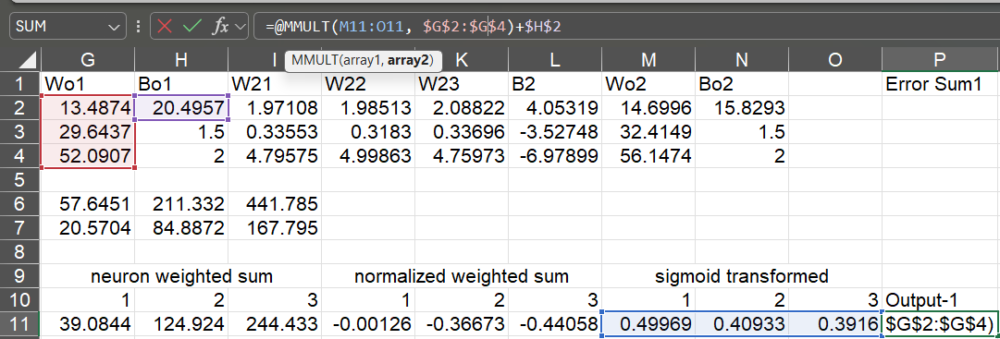 SUM =@MMULT(M11:O11, $G$2:$G$4)+$H$2
MMULT(array1, array2)
G H I K L M N O P
1 Wo1 Bo1 W21 W22 W23 B2 Wo2 Bo2 Error Sum1
2 13.4874 20.4957 1.97108 1.98513 2.08822 4.05319 14.6996 15.8293
3 29.6437 1.5 0.33553 0.3183 0.33696 -3.52748 32.4149 1.5
4 52.0907 2 4.79575 4.99863 4.75973 -6.97899 56.1474 2
5
6 57.6451 211.332 441.785
7 20.5704 84.8872 167.795
8
9 neuron weighted sum normalized weighted sum sigmoid transformed
10 1 2 3 1 2 3 1 2 3 Output-1
11 39.0844 124.924 244.433 -0.00126 -0.36673 -0.44058 0.49969 0.40933 0.3916 $G$2:$G$4)